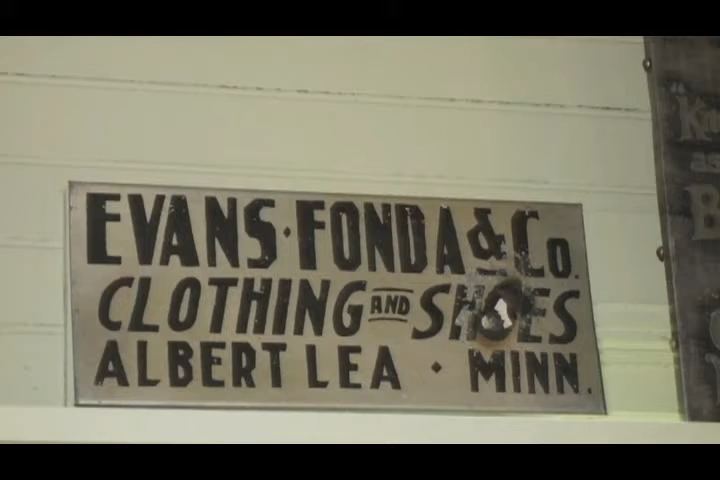 EVANS·FONDA & Co.
CLOTHING AND SHOES
ALBERT LEA · MINN.